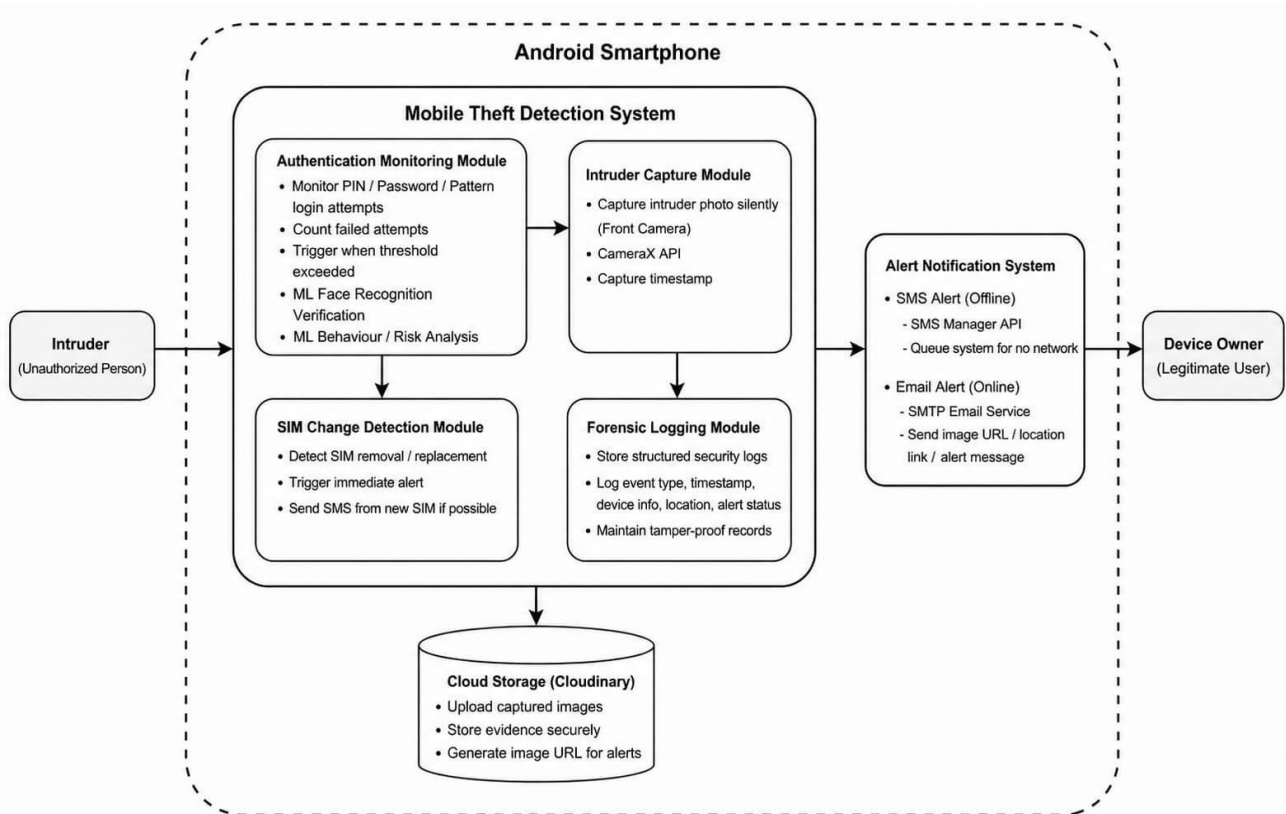 Android Smartphone
Mobile Theft Detection System
Authentication Monitoring Module
• Monitor PIN / Password / Pattern
login attempts
• Count failed attempts
• Trigger when threshold
exceeded
• ML Face Recognition
Verification
• ML Behaviour / Risk Analysis
Intruder Capture Module
• Capture intruder photo silently
(Front Camera)
• CameraX API
• Capture timestamp
Intruder
(Unauthorized Person)
SIM Change Detection Module
• Detect SIM removal / replacement
• Trigger immediate alert
• Send SMS from new SIM if possible
Forensic Logging Module
• Store structured security logs
• Log event type, timestamp,
device info, location, alert status
• Maintain tamper-proof records
Alert Notification System
• SMS Alert (Offline)
- SMS Manager API
- Queue system for no network
• Email Alert (Online)
- SMTP Email Service
- Send image URL / location
link / alert message
Device Owner
(Legitimate User)
Cloud Storage (Cloudinary)
• Upload captured images
• Store evidence securely
• Generate image URL for alerts